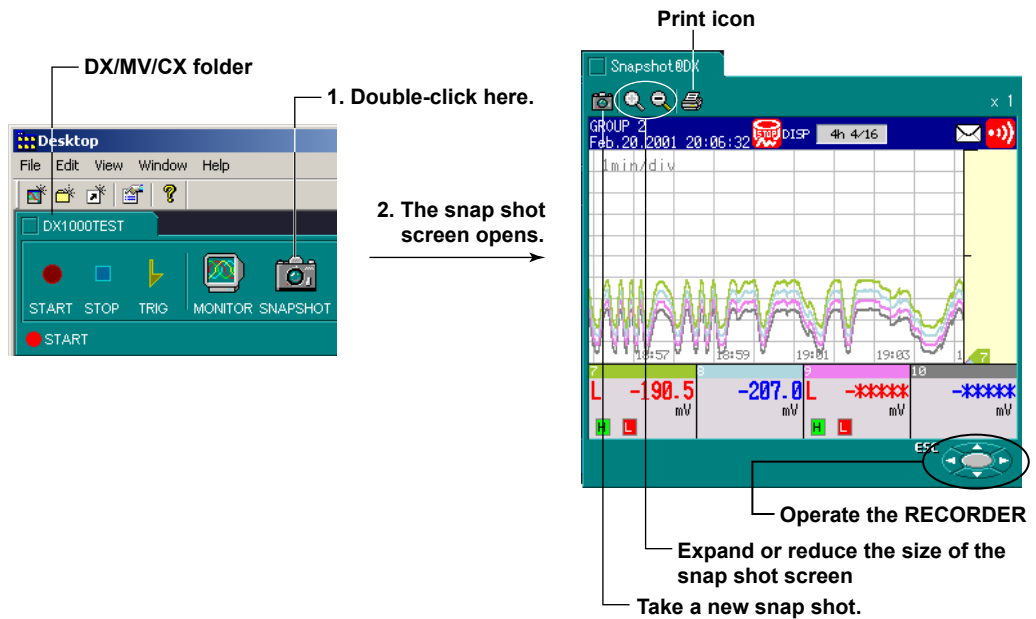 Print icon
DX/MV/CX folder
1. Double-click here.
Desktop
File Edit View Window Help
DX1000TEST
START STOP TRIG MONITOR SNAPSHOT
START
2. The snap shot
screen opens.
Snapshot@DX
x 1
GROUP 2
Feb.20.2001 20:06:32
STOP
DISP
4h 4/16
1min/div
18:57 18:59 19:01 19:03 1
7
7 8 9 10
L -190.5 -207.0 L -***** -*****
mV mV mV mV
H L H L
ESC
Operate the RECORDER
Expand or reduce the size of the
snap shot screen
Take a new snap shot.